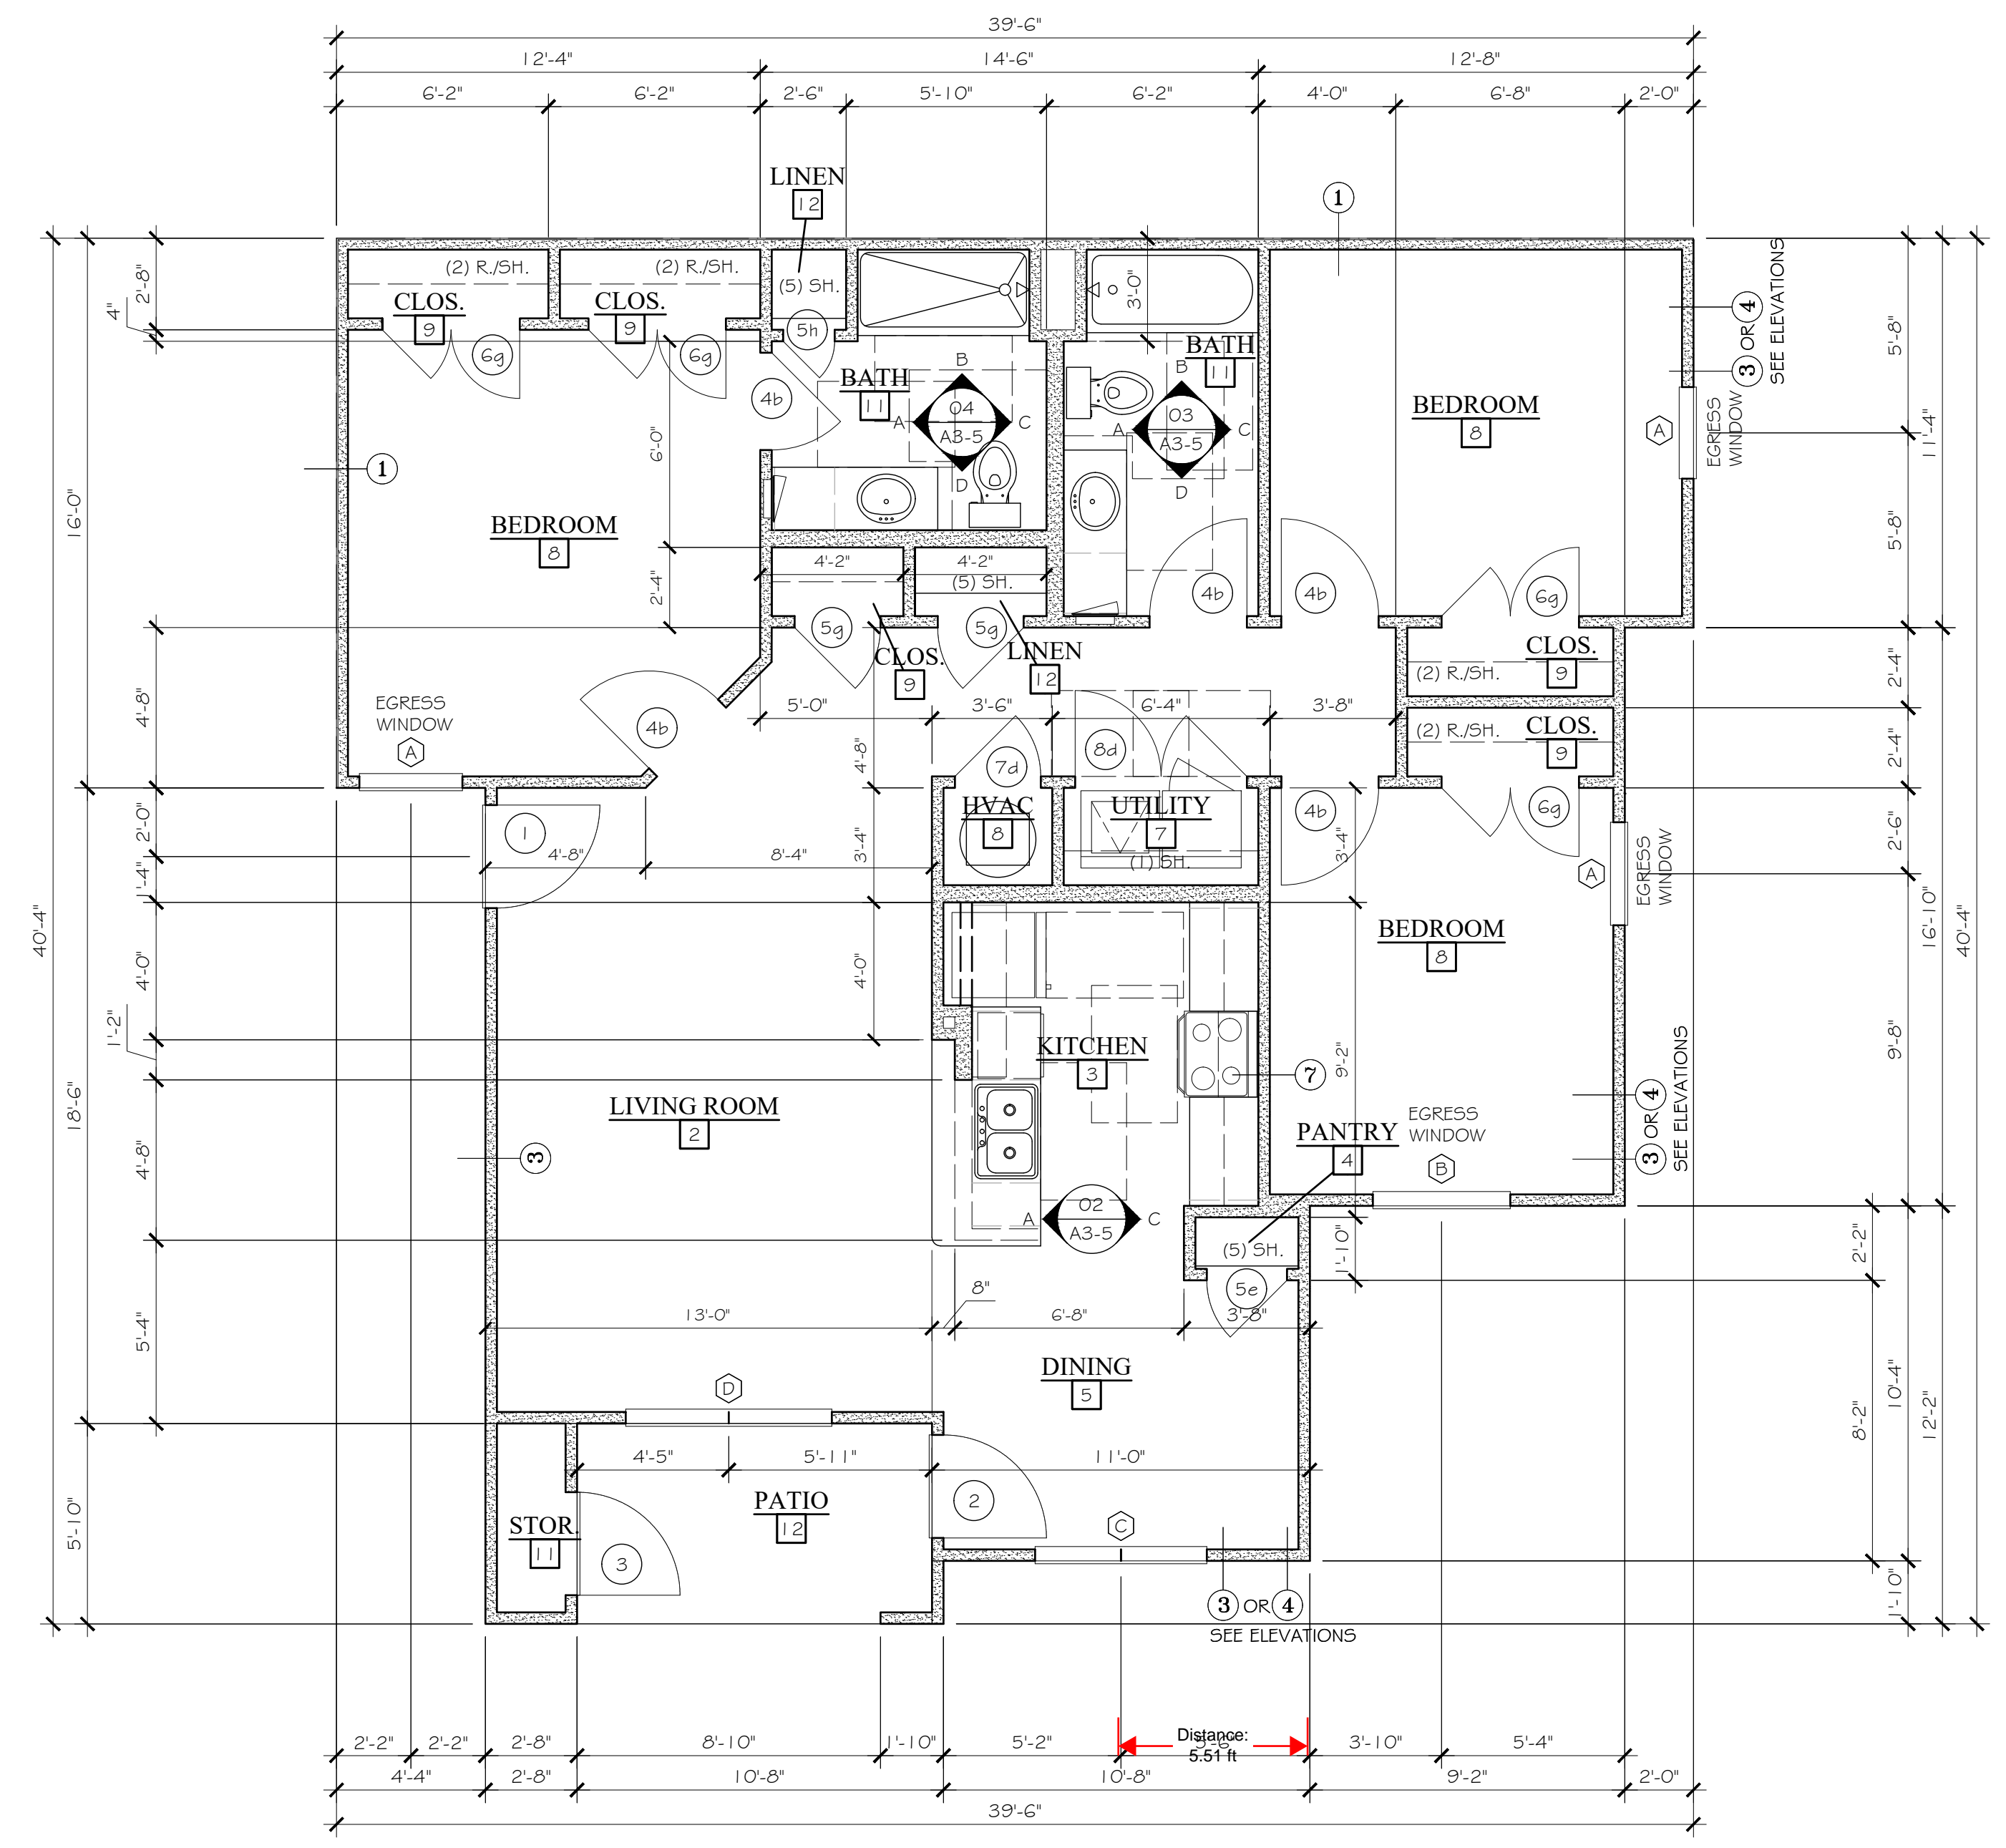 39'-6"
12'-4" 14'-6" 12'-8"
6'-2" 6'-2" 2'-6" 5'-10" 6'-2" 4'-0" 6'-8" 2'-0"
LINEN
12
1
(2) R./SH. (2) R./SH. (5) SH.
CLOS.
9
CLOS.
9
6g 6g 5h
2'-8"
4"
3'-0"
BATH
11
BATH
11
4b
B
04
A C
A3-5
D
B
03
A C
A3-5
D
BEDROOM
8
A
EGRESS
WINDOW
3 OR 4
SEE ELEVATIONS
5'-8"
11'-4"
5'-8"
1
16'-0"
6'-0"
BEDROOM
8
2'-4"
4'-2" 4'-2"
(5) SH.
5g 5g 4b 4b 6g
CLOS.
9
LINEN
12
CLOS.
(2) R./SH. 9
2'-4"
EGRESS
WINDOW
A
4b
4'-8"
5'-0" 3'-6" 6'-4" 3'-8"
CLOS.
(2) R./SH. 9
2'-4"
4'-8"
7d 8d
HVAC
8
UTILITY
7
(1) SH.
4b 6g
1
4'-8" 8'-4"
3'-4" 3'-4"
2'-0"
1'-4"
2'-6"
A
EGRESS
WINDOW
16'-10"
40'-4" 40'-4"
BEDROOM
8
4'-0" 4'-0"
1'-2"
KITCHEN
3
7
9'-2"
9'-8"
18'-6"
LIVING ROOM
2
3
4'-8"
PANTRY
4
EGRESS
WINDOW
B
3 OR 4
SEE ELEVATIONS
02
A C
A3-5
(5) SH.
5e
1'-10"
2'-2"
8"
13'-0" 6'-8" 3'-8"
5'-4"
DINING
5
D
10'-4"
8'-2"
12'-2"
4'-5" 5'-11" 11'-0"
PATIO
12
2
C
STOR.
11
3
5'-10"
1'-10"
3 OR 4
SEE ELEVATIONS
2'-2" 2'-2" 2'-8" 8'-10" 1'-10" 5'-2" 5'-6" 3'-10" 5'-4"
Distance:
5.51 ft
4'-4" 2'-8" 10'-8" 10'-8" 9'-2" 2'-0"
39'-6"